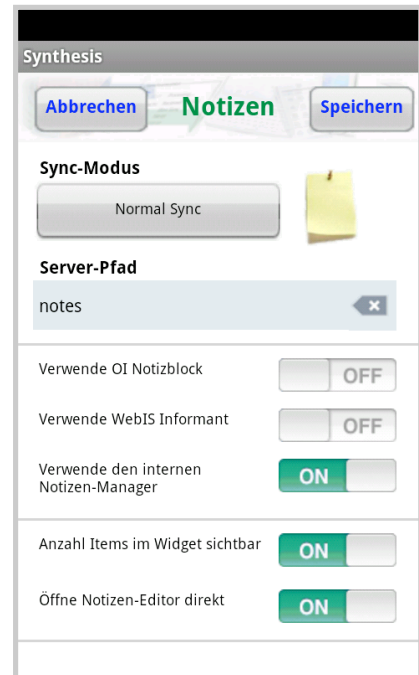 Synthesis
Abbrechen Notizen Speichern
Sync-Modus
Normal Sync
Server-Pfad
notes
Verwende OI Notizblock OFF
Verwende WebIS Informant OFF
Verwende den internen
Notizen-Manager ON
Anzahl Items im Widget sichtbar ON
Öffne Notizen-Editor direkt ON